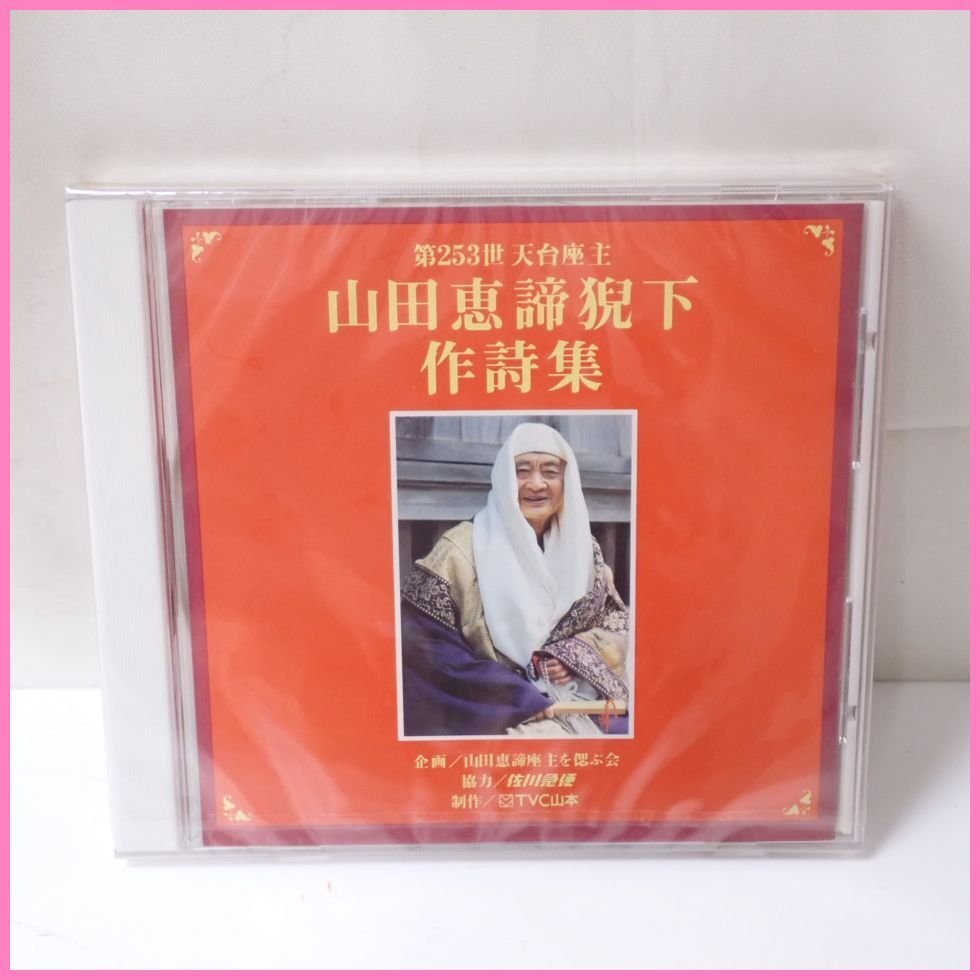 第253世 天台座主
山田恵諦猊下
作詩集
企画／山田恵諦座主を偲ぶ会
協力／佐川急便
制作／TVC山本